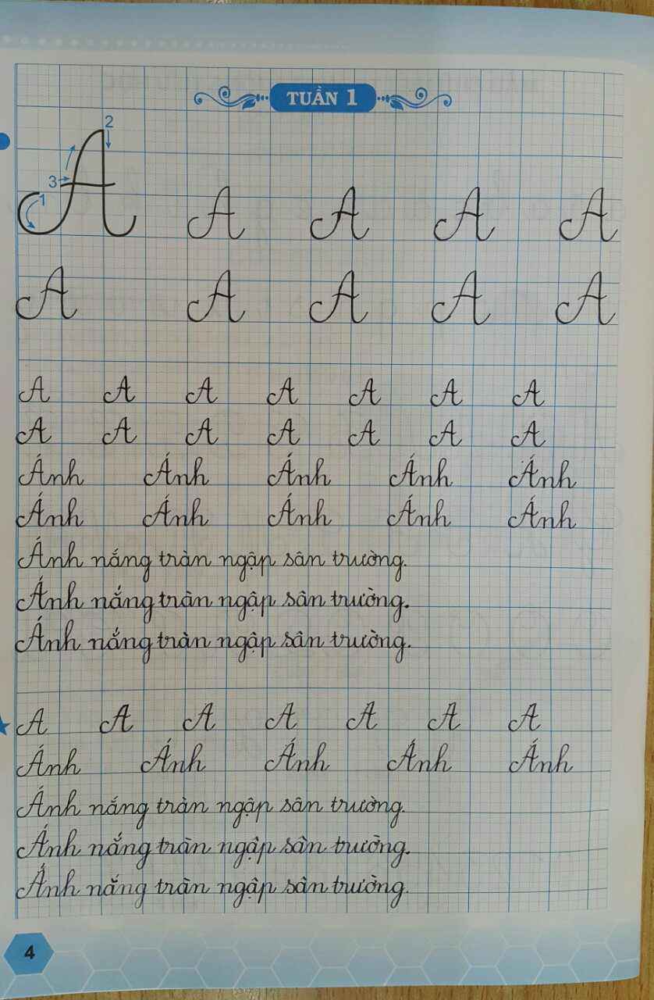 TUẦN 1
2
3
1
A A A A A
A A A A A
A A A A A A A
A A A A A A A
Ánh Ánh Ánh Ánh Ánh
Ánh Ánh Ánh Ánh Ánh
Ánh nắng tràn ngập sân trường.
Ánh nắng tràn ngập sân trường.
Ánh nắng tràn ngập sân trường.
A A A A A A A
Ánh Ánh Ánh Ánh Ánh
Ánh nắng tràn ngập sân trường.
Ánh nắng tràn ngập sân trường.
Ánh nắng tràn ngập sân trường.
4